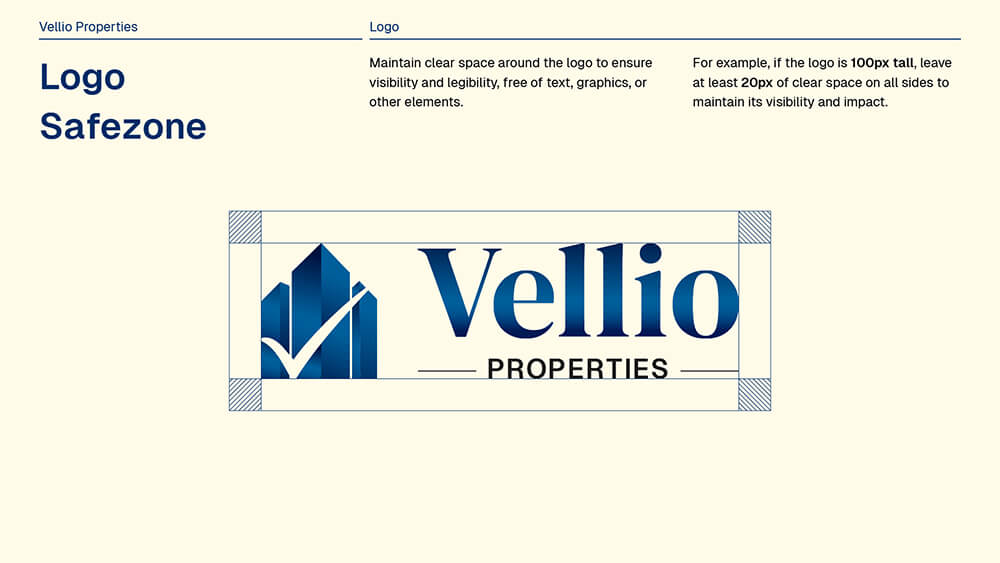 Vellio Properties
Logo
Logo
Safezone
Maintain clear space around the logo to ensure
visibility and legibility, free of text, graphics, or
other elements.
For example, if the logo is 100px tall, leave
at least 20px of clear space on all sides to
maintain its visibility and impact.
Vellio
PROPERTIES